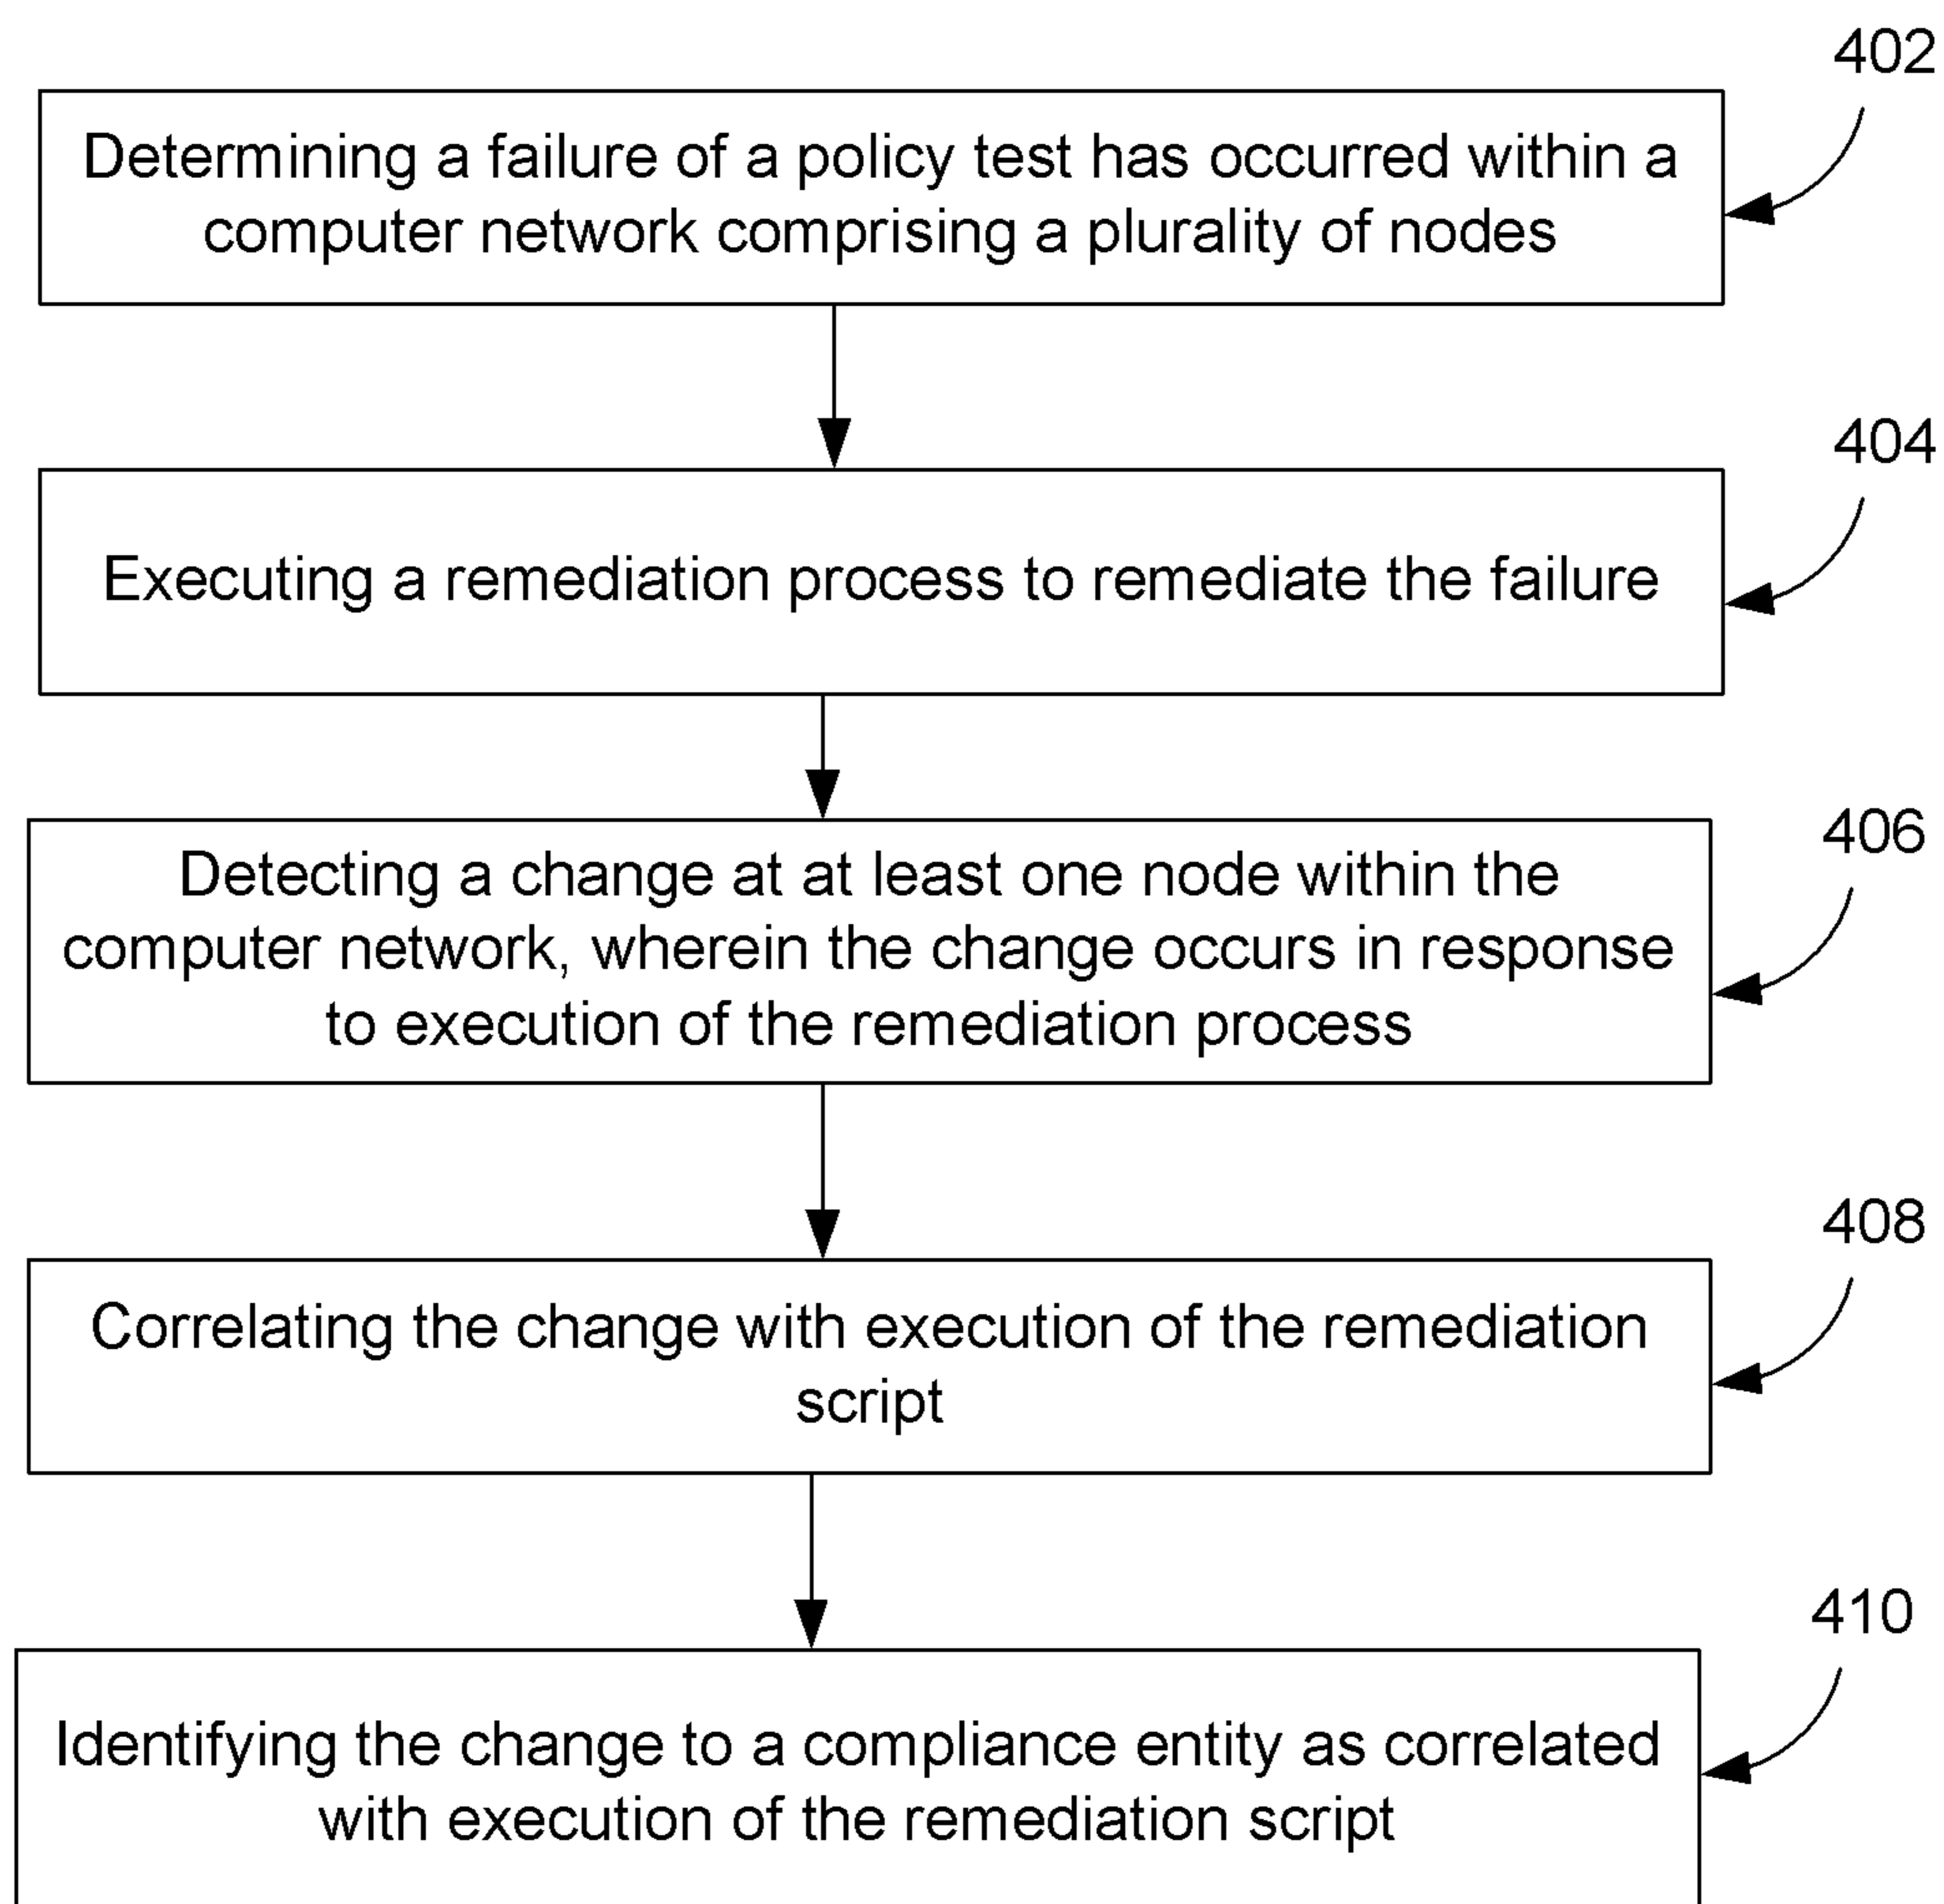 402
Determining a failure of a policy test has occurred within a
computer network comprising a plurality of nodes
404
Executing a remediation process to remediate the failure
406
Detecting a change at at least one node within the
computer network, wherein the change occurs in response
to execution of the remediation process
408
Correlating the change with execution of the remediation
script
410
Identifying the change to a compliance entity as correlated
with execution of the remediation script